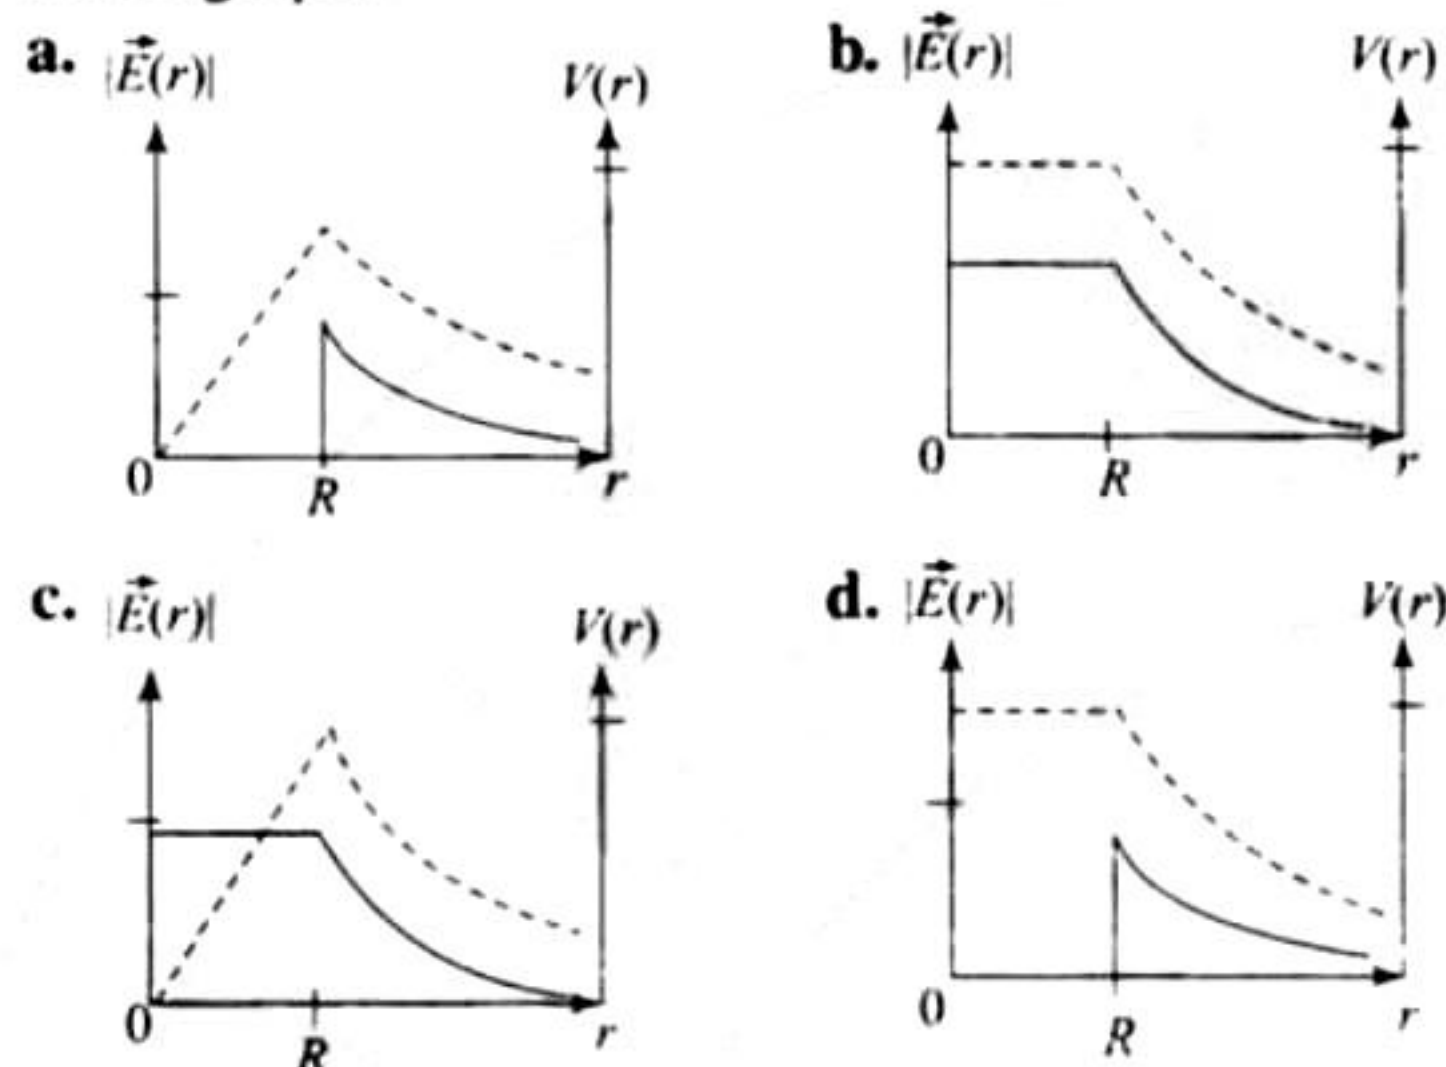 a. |E⃗(r)| V(r)
b. |E⃗(r)| V(r)
0 R r
0 R r
c. |E⃗(r)| V(r)
d. |E⃗(r)| V(r)
0 R r
0 R r